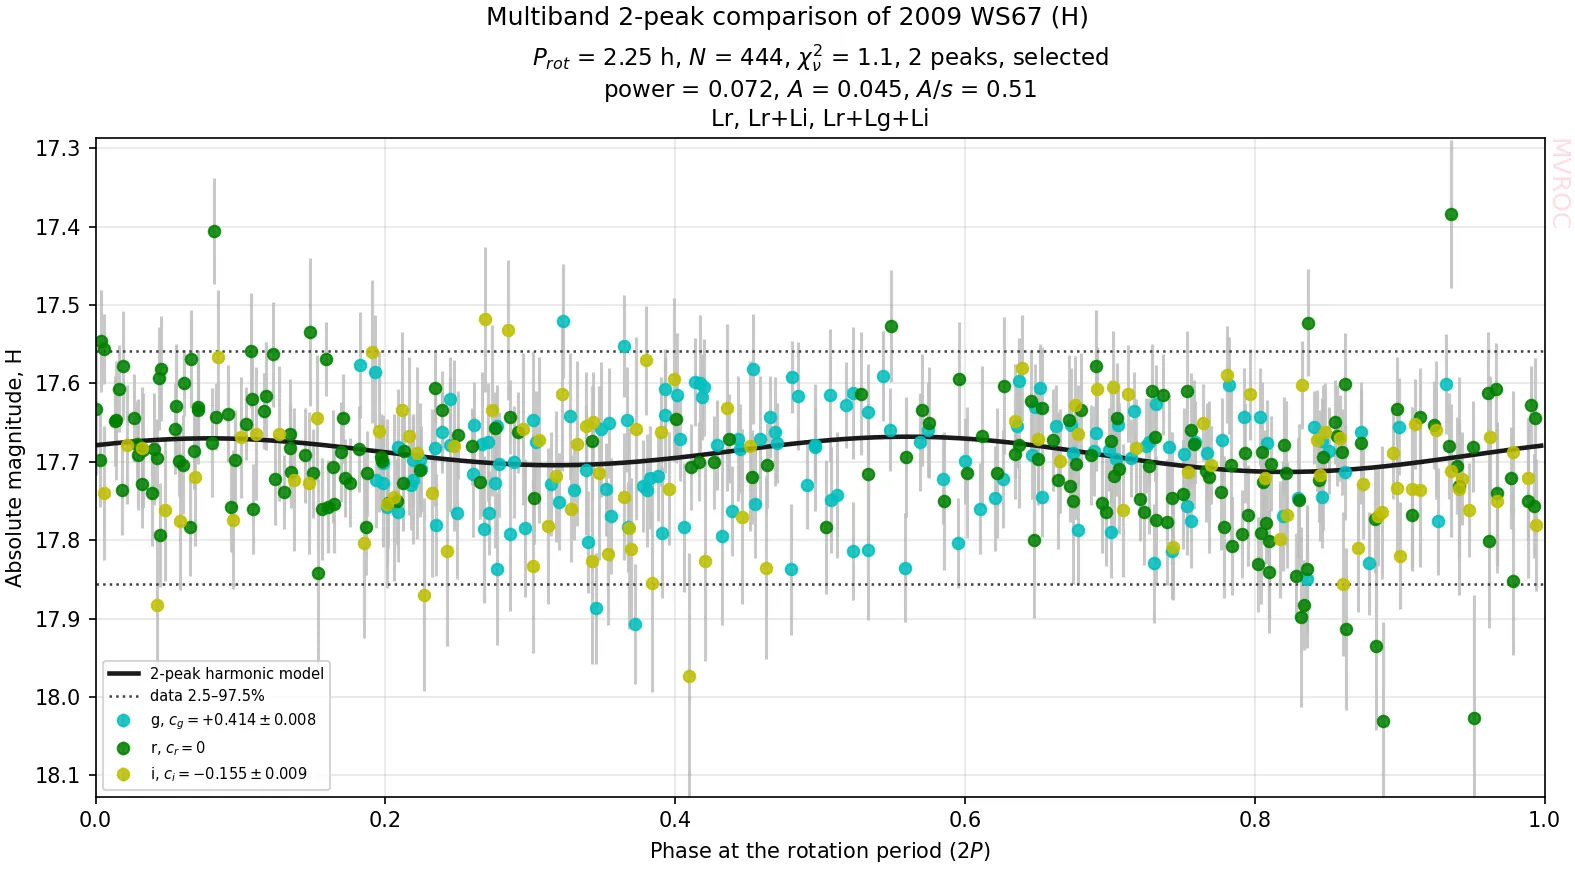 Multiband 2-peak comparison of 2009 WS67 (H)
P_rot = 2.25 h, N = 444, χ²_ν = 1.1, 2 peaks, selected
power = 0.072, A = 0.045, A/s = 0.51
Lr, Lr+Li, Lr+Lg+Li
MVROC
Absolute magnitude, H
17.3
17.4
17.5
17.6
17.7
17.8
17.9
18.0
18.1
2-peak harmonic model
data 2.5–97.5%
g, c_g = +0.414 ± 0.008
r, c_r = 0
i, c_i = −0.155 ± 0.009
0.0 0.2 0.4 0.6 0.8 1.0
Phase at the rotation period (2P)